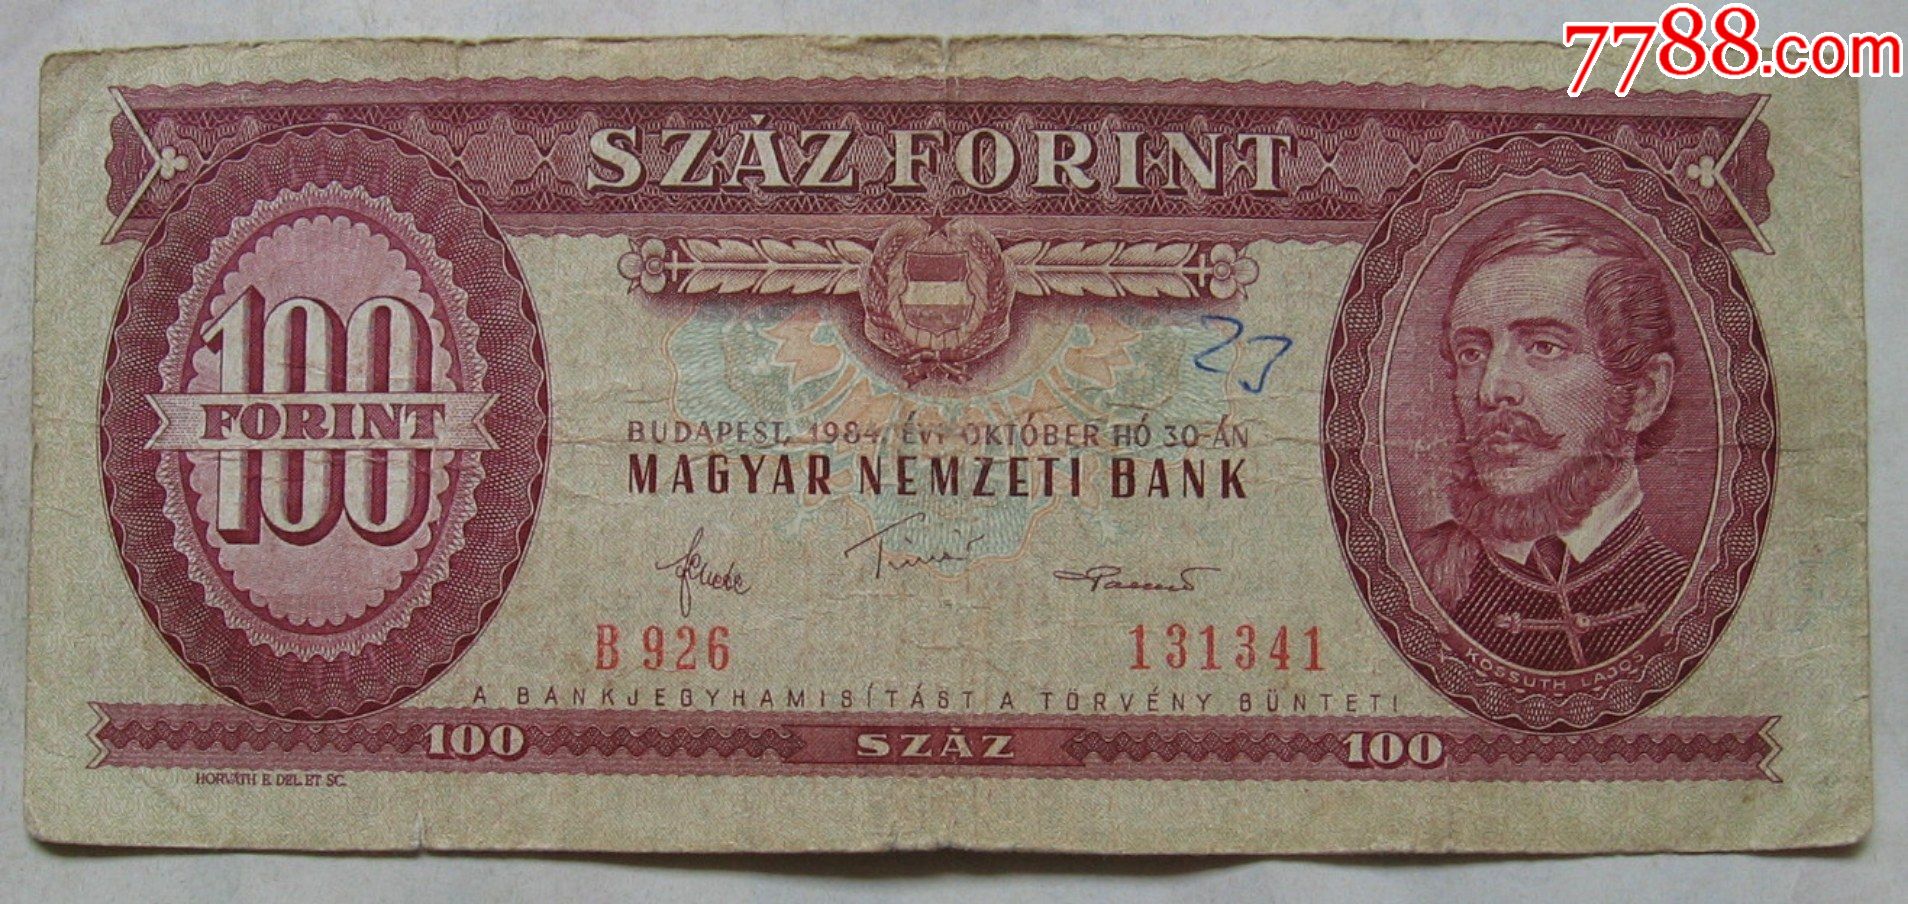 7788.com
SZÁZ FORINT
100
FORINT
23
BUDAPEST, 1984. ÉVI OKTÓBER HÓ 30-ÁN
MAGYAR NEMZETI BANK
B 926 131341
KOSSUTH LAJOS
A BANKJEGYHAMISÍTÁST A TÖRVÉNY BÜNTETI
100 SZÁZ 100
HORVÁTH E. DEL. ET SC.